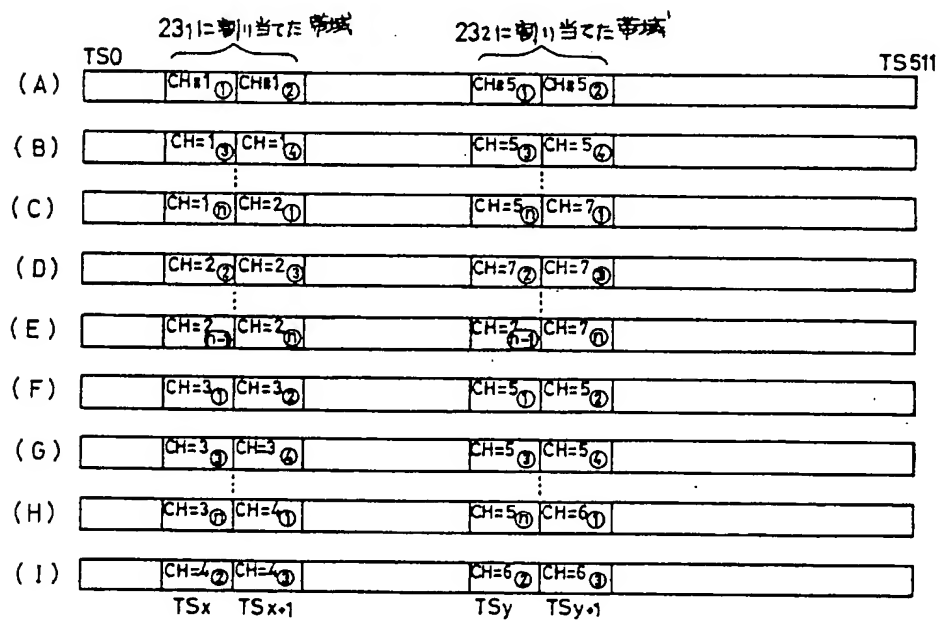 23₁に割り当てた帯域 23₂に割り当てた帯域
TS0 TS511
(A) CH=1① CH=1② CH=5① CH=5②
(B) CH=1③ CH=1④ CH=5③ CH=5④
(C) CH=1ⓝ CH=2① CH=5ⓝ CH=7①
(D) CH=2② CH=2③ CH=7② CH=7③
(E) CH=2(n-1) CH=2ⓝ CH=7(n-1) CH=7ⓝ
(F) CH=3① CH=3② CH=5① CH=5②
(G) CH=3③ CH=3④ CH=5③ CH=5④
(H) CH=3ⓝ CH=4① CH=5ⓝ CH=6①
(I) CH=4② CH=4③ CH=6② CH=6③
TSx TSx+1 TSy TSy+1